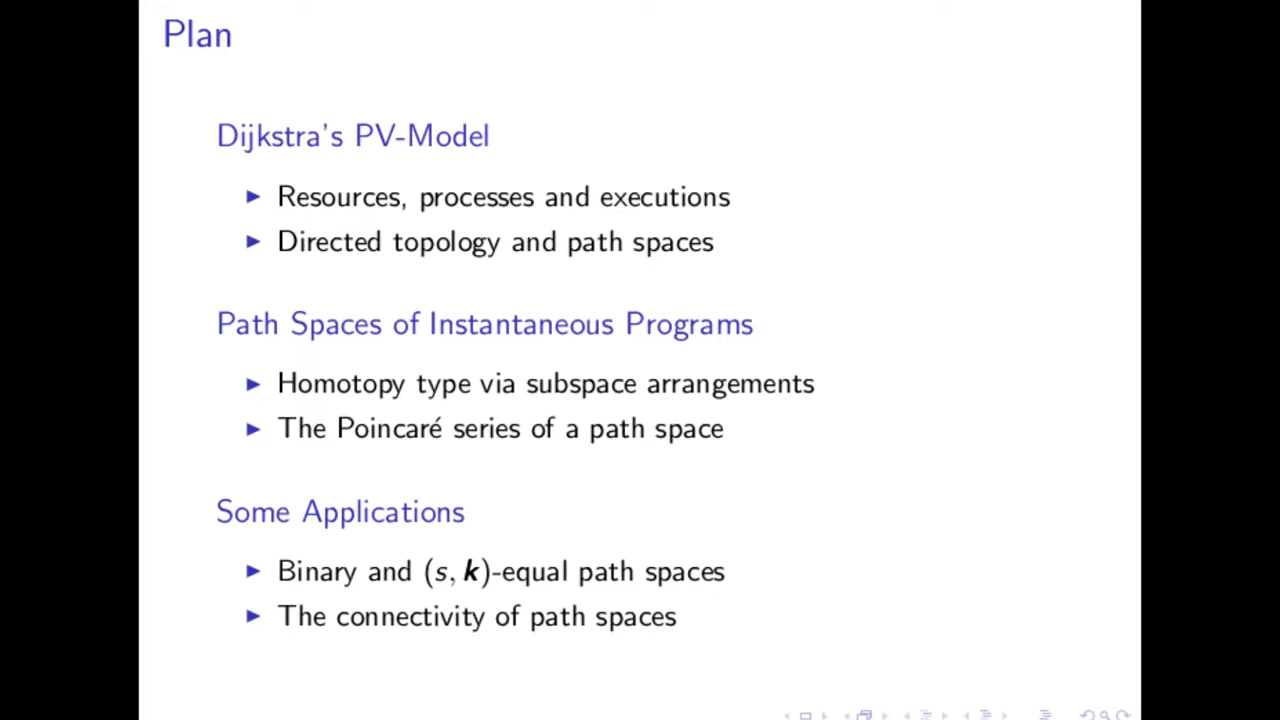 Plan
Dijkstra's PV-Model
▶ Resources, processes and executions
▶ Directed topology and path spaces
Path Spaces of Instantaneous Programs
▶ Homotopy type via subspace arrangements
▶ The Poincaré series of a path space
Some Applications
▶ Binary and (s, k)-equal path spaces
▶ The connectivity of path spaces